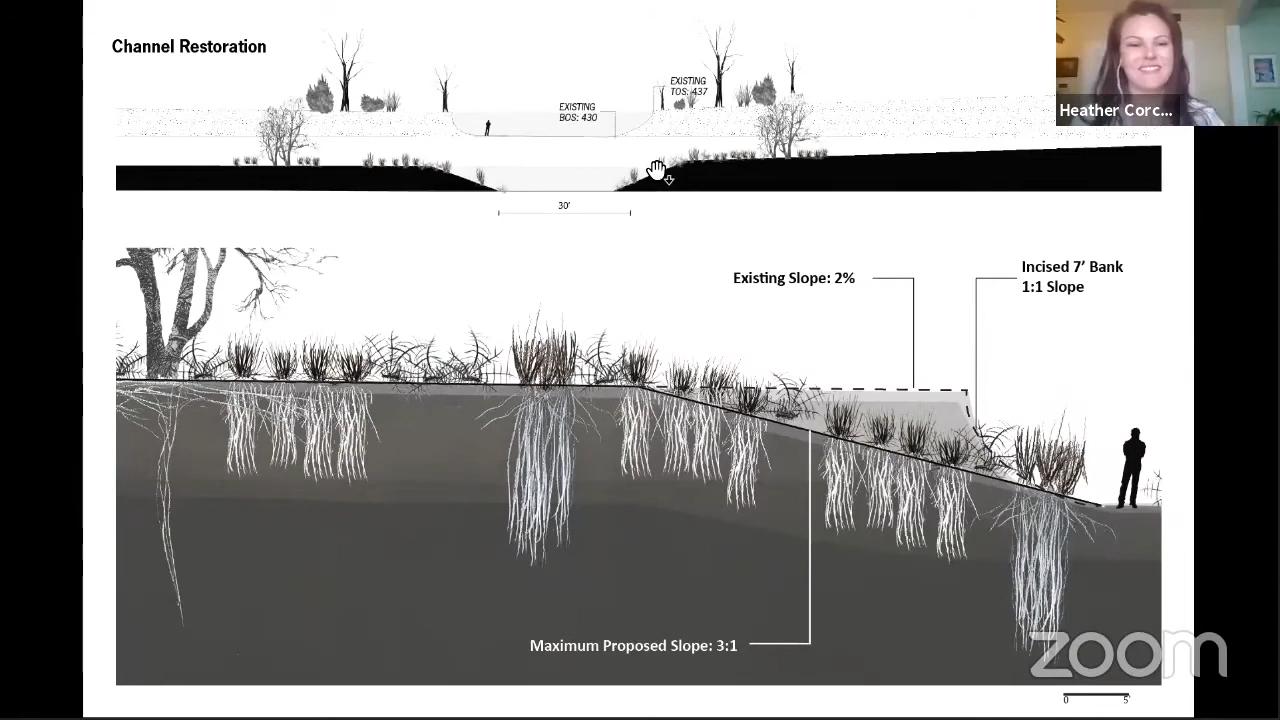 Channel Restoration
EXISTING
TOS: 437
EXISTING
BOS: 430
Heather Corc...
30'
Existing Slope: 2%
Incised 7’ Bank
1:1 Slope
Maximum Proposed Slope: 3:1
zoom
0 5'